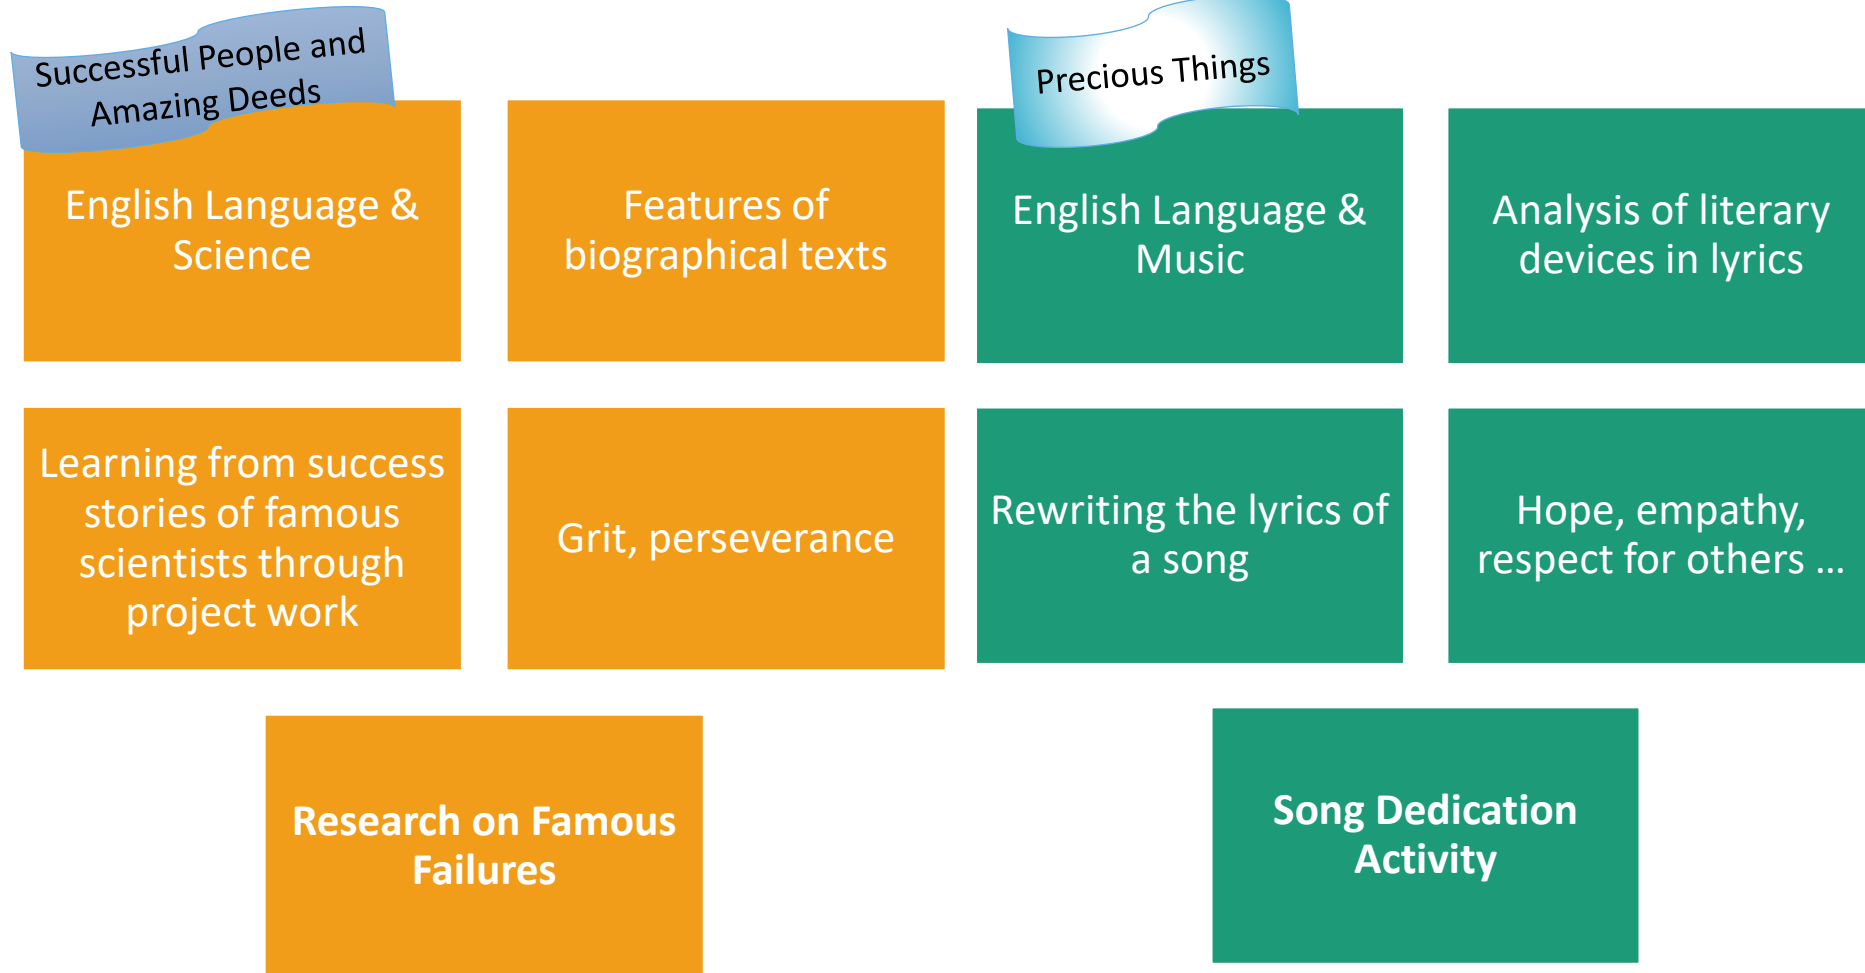 Successful People and
Amazing Deeds
English Language &
Science
Features of
biographical texts
Learning from success
stories of famous
scientists through
project work
Grit, perseverance
Research on Famous
Failures
Precious Things
English Language &
Music
Analysis of literary
devices in lyrics
Rewriting the lyrics of
a song
Hope, empathy,
respect for others ...
Song Dedication
Activity